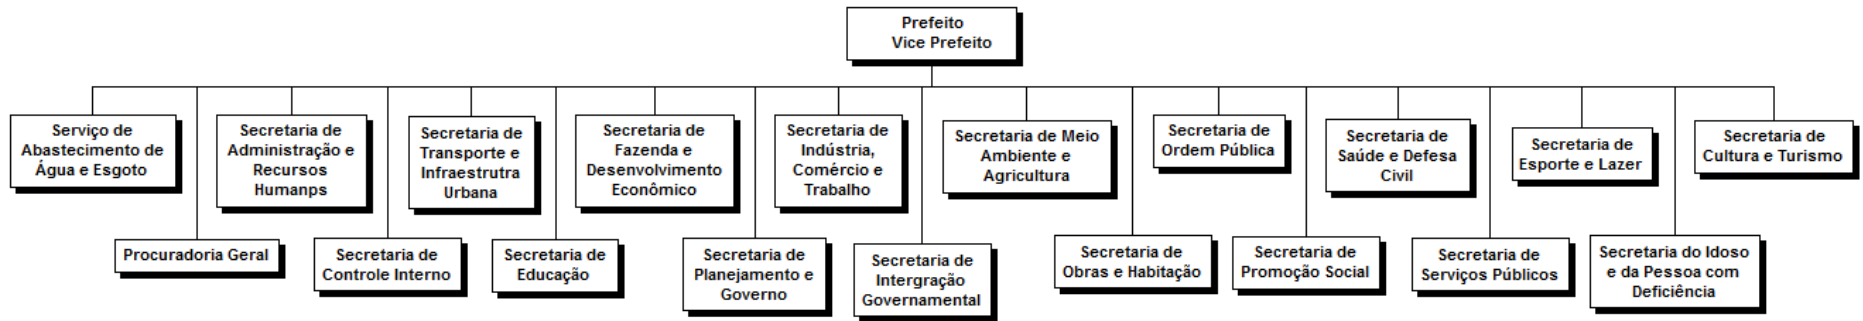 Prefeito
Vice Prefeito
Serviço de
Abastecimento de
Água e Esgoto
Secretaria de
Administração e
Recursos
Humanps
Secretaria de
Transporte e
Infraestrutra
Urbana
Secretaria de
Fazenda e
Desenvolvimento
Econômico
Secretaria de
Indústria,
Comércio e
Trabalho
Secretaria de Meio
Ambiente e
Agricultura
Secretaria de
Ordem Pública
Secretaria de
Saúde e Defesa
Civil
Secretaria de
Esporte e Lazer
Secretaria de
Cultura e Turismo
Procuradoria Geral
Secretaria de
Controle Interno
Secretaria de
Educação
Secretaria de
Planejamento e
Governo
Secretaria de
Intergração
Governamental
Secretaria de
Obras e Habitação
Secretaria de
Promoção Social
Secretaria de
Serviços Públicos
Secretaria do Idoso
e da Pessoa com
Deficiência